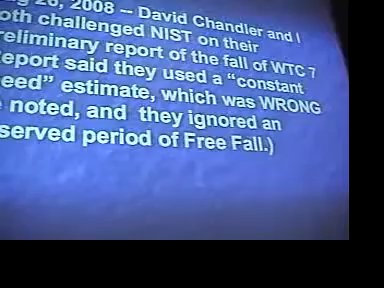 26, 2008 -- David Chandler and I
oth challenged NIST on their
reliminary report of the fall of WTC 7
eport said they used a “constant
eed” estimate, which was WRONG
noted, and they ignored an
served period of Free Fall.)